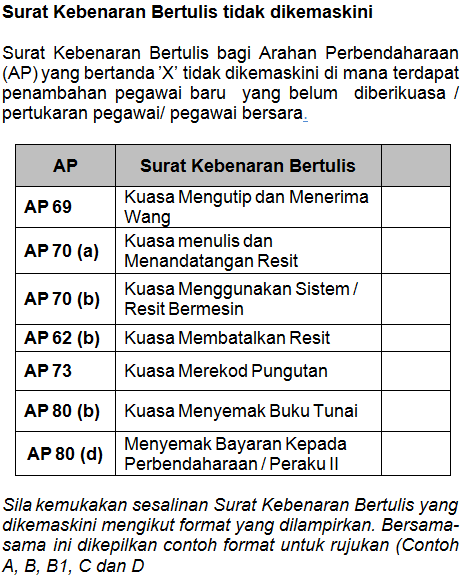 Surat Kebenaran Bertulis tidak dikemaskini
Surat Kebenaran Bertulis bagi Arahan Perbendaharaan
(AP) yang bertanda 'X' tidak dikemaskini di mana terdapat
penambahan pegawai baru yang belum diberikuasa /
pertukaran pegawai/ pegawai bersara.
AP Surat Kebenaran Bertulis
AP 69 Kuasa Mengutip dan Menerima
Wang
AP 70 (a) Kuasa menulis dan
Menandatangan Resit
AP 70 (b) Kuasa Menggunakan Sistem /
Resit Bermesin
AP 62 (b) Kuasa Membatalkan Resit
AP 73 Kuasa Merekod Pungutan
AP 80 (b) Kuasa Menyemak Buku Tunai
AP 80 (d) Menyemak Bayaran Kepada
Perbendaharaan / Peraku II
Sila kemukakan sesalinan Surat Kebenaran Bertulis yang
dikemaskini mengikut format yang dilampirkan. Bersama-
sama ini dikepilkan contoh format untuk rujukan (Contoh
A, B, B1, C dan D